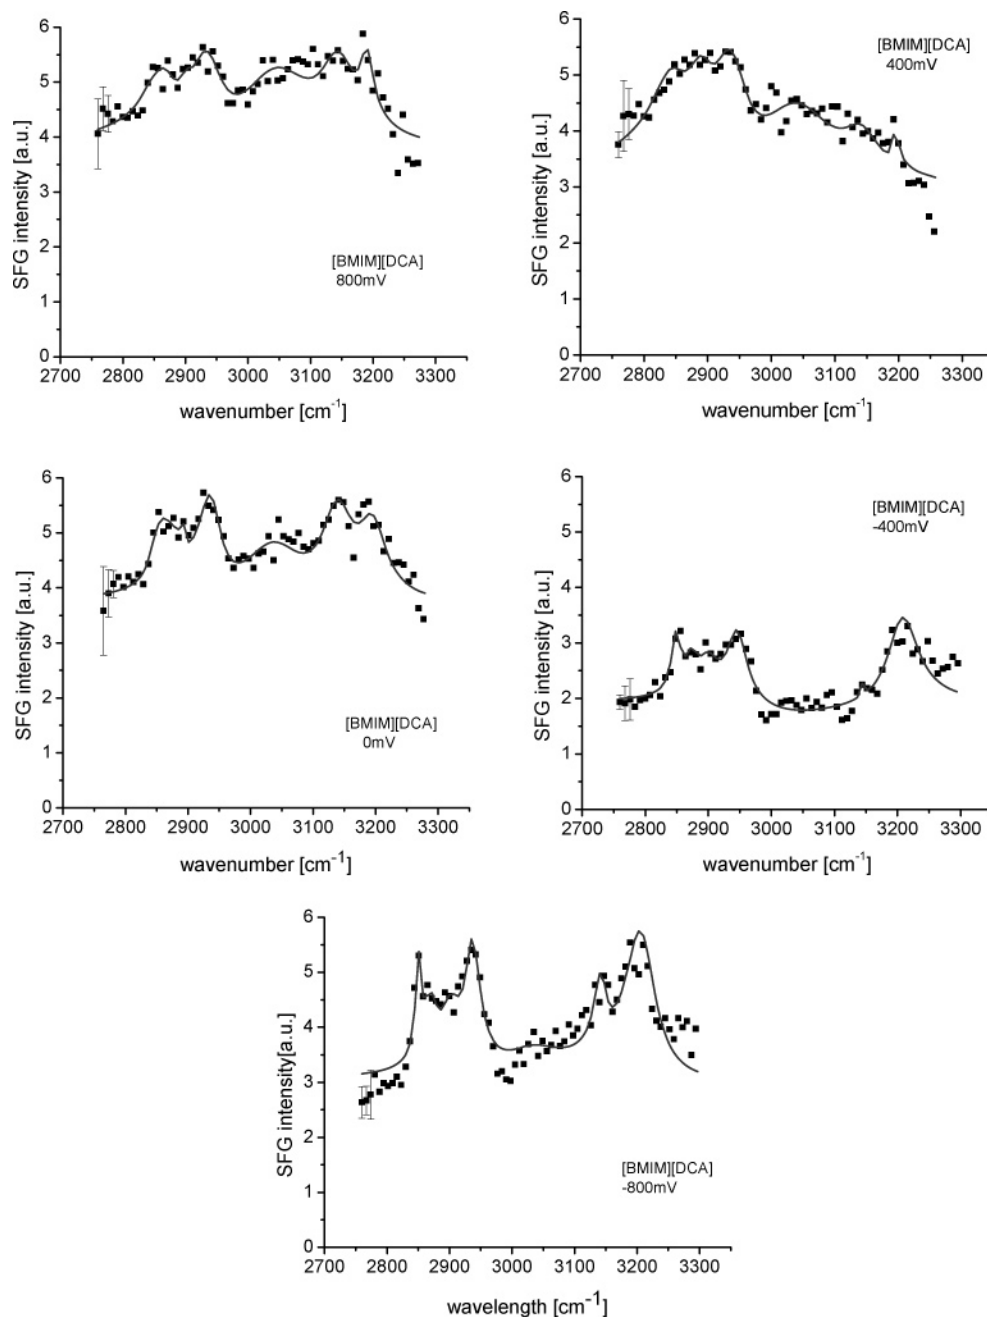 6
5
4
3
2
1
0
SFG intensity [a.u.]
[BMIM][DCA]
800mV
2700 2800 2900 3000 3100 3200 3300
wavenumber [cm⁻¹]
6
5
4
3
2
1
0
SFG intensity [a.u.]
[BMIM][DCA]
400mV
2700 2800 2900 3000 3100 3200 3300
wavenumber [cm⁻¹]
6
5
4
3
2
1
0
SFG intensity [a.u.]
[BMIM][DCA]
0mV
2700 2800 2900 3000 3100 3200 3300
wavenumber [cm⁻¹]
6
5
4
3
2
1
0
SFG intensity [a.u.]
[BMIM][DCA]
-400mV
2700 2800 2900 3000 3100 3200 3300
wavenumber [cm⁻¹]
6
5
4
3
2
1
0
SFG intensity[a.u.]
[BMIM][DCA]
-800mV
2700 2800 2900 3000 3100 3200 3300
wavelength [cm⁻¹]